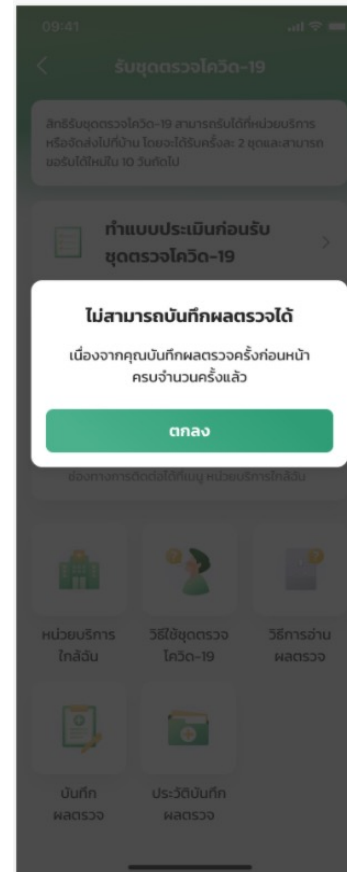 09:41
รับชุดตรวจโควิด-19
สิทธิรับชุดตรวจโควิด-19 สามารถรับได้ที่หน่วยบริการ
หรือจัดส่งไปที่บ้าน โดยจะได้รับครั้งละ 2 ชุดและสามารถ
ขอรับได้ใหม่ใน 10 วันถัดไป
ทำแบบประเมินก่อนรับ
ชุดตรวจโควิด-19
ไม่สามารถบันทึกผลตรวจได้
เนื่องจากคุณบันทึกผลตรวจครั้งก่อนหน้า
ครบจำนวนครั้งแล้ว
ตกลง
ช่องทางการติดต่อได้ที่เมนู หน่วยบริการใกล้ฉัน
หน่วยบริการ
ใกล้ฉัน
วิธีใช้ชุดตรวจ
โควิด-19
วิธีการอ่าน
ผลตรวจ
บันทึก
ผลตรวจ
ประวัติบันทึก
ผลตรวจ